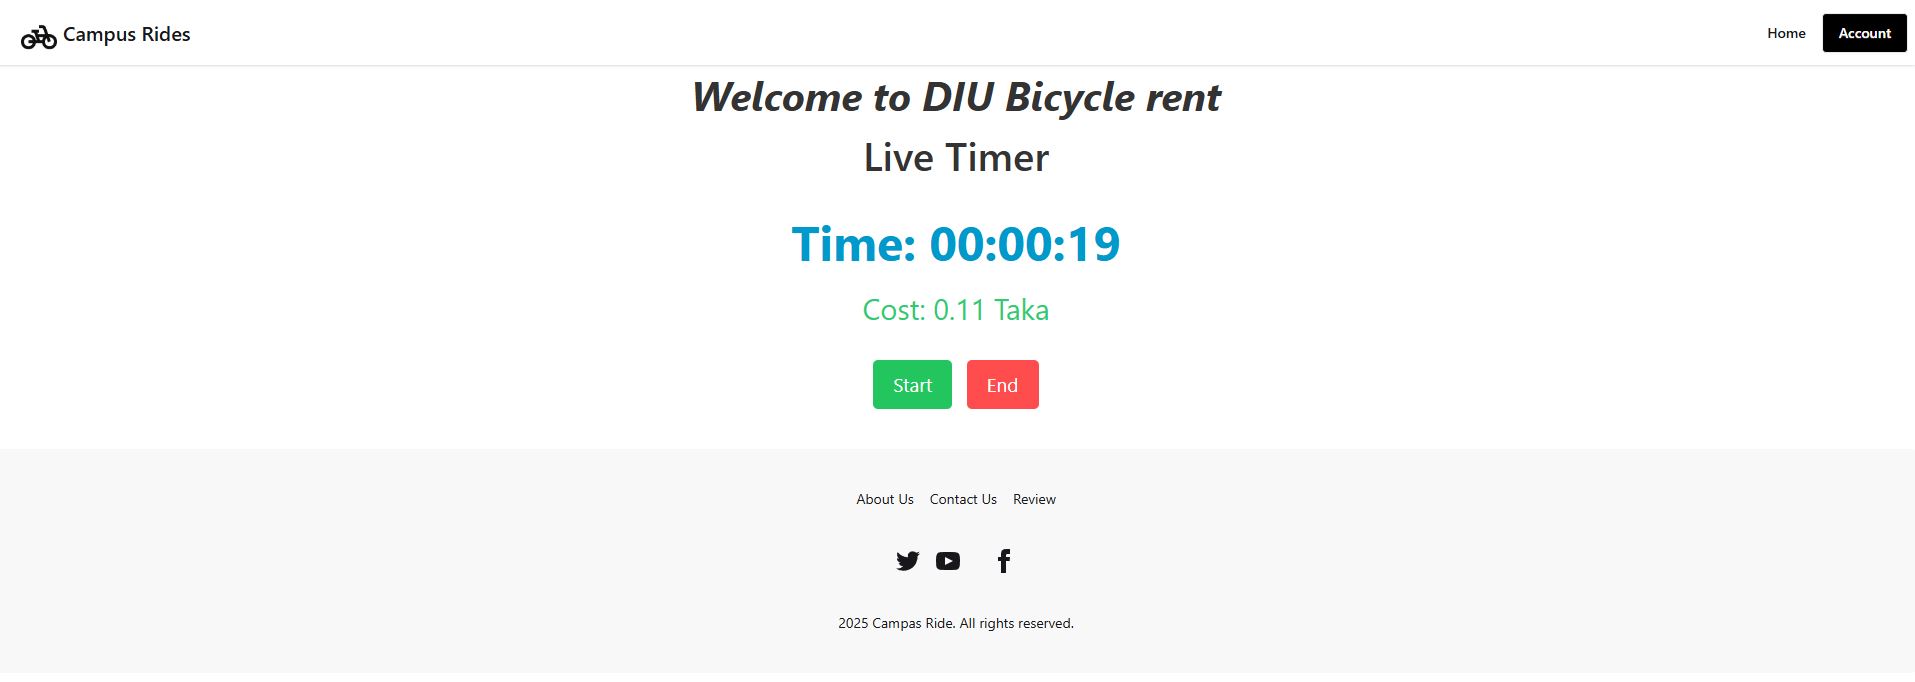 Campus Rides
Home Account
Welcome to DIU Bicycle rent
Live Timer
Time: 00:00:19
Cost: 0.11 Taka
Start End
About Us Contact Us Review
2025 Campas Ride. All rights reserved.